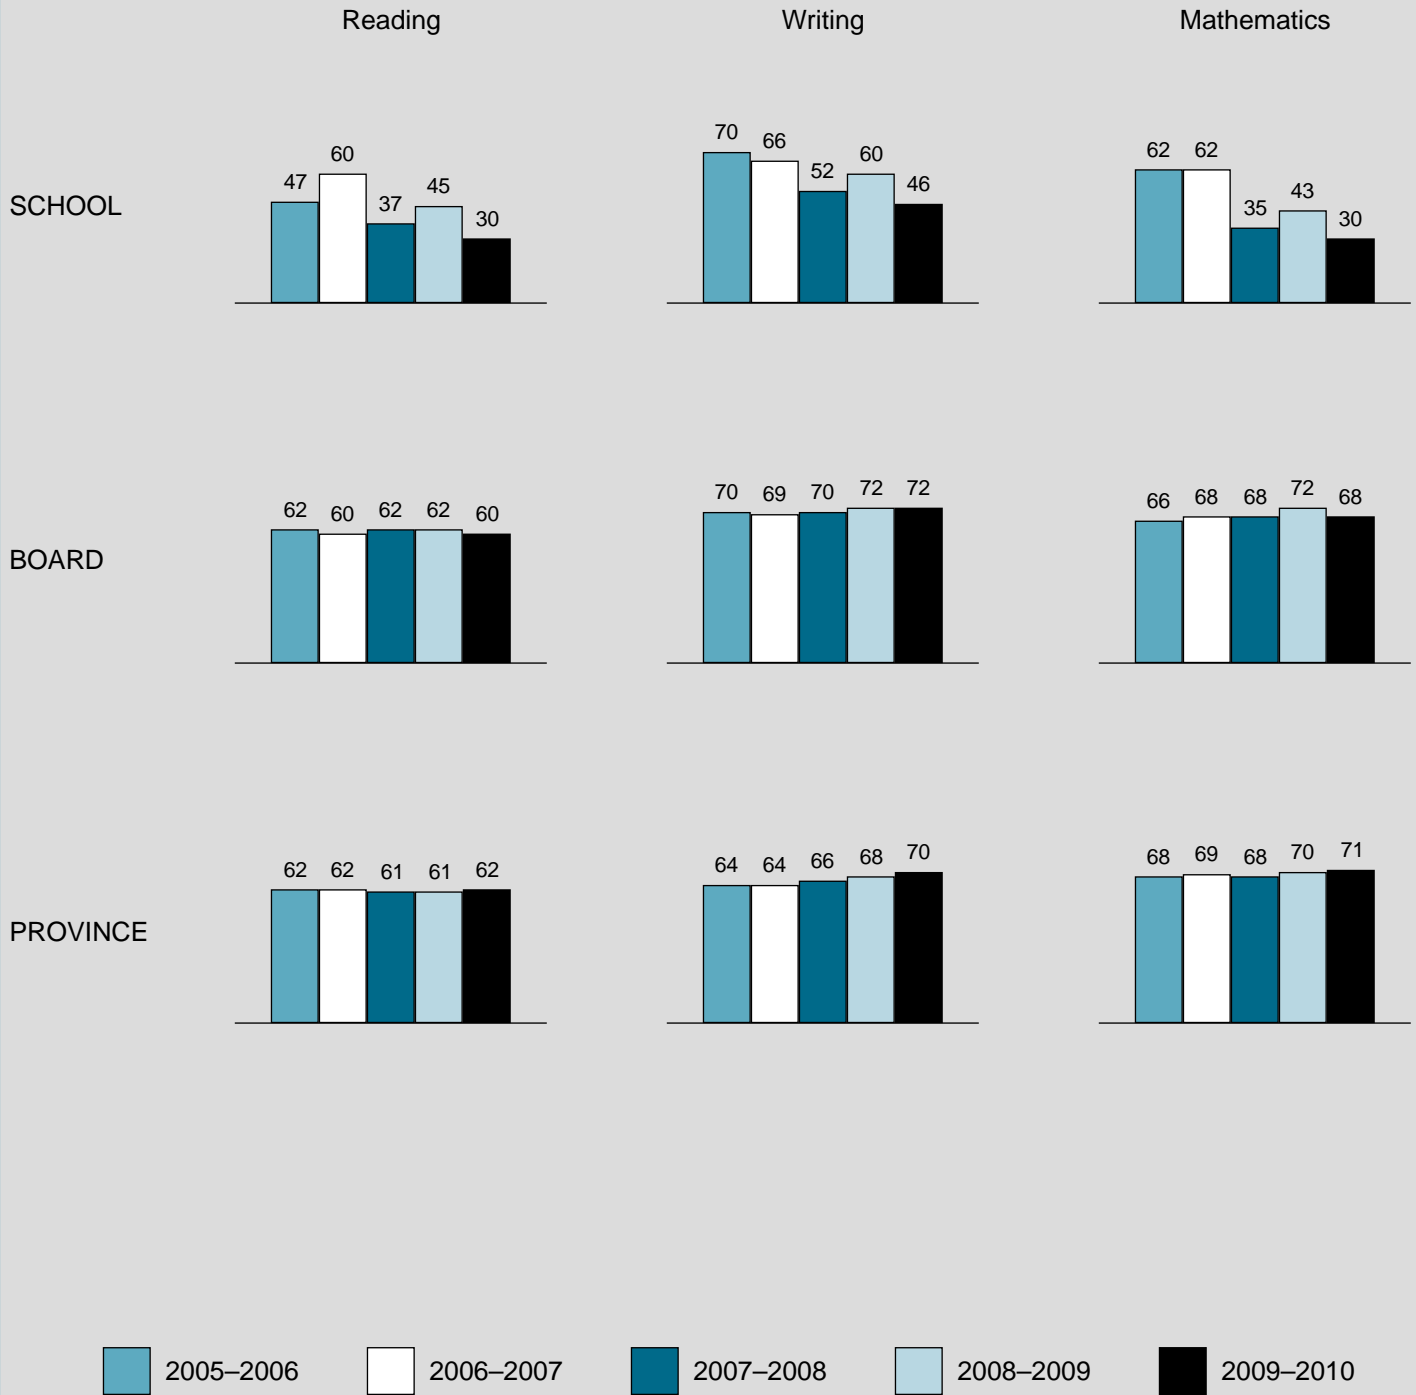 Reading Writing Mathematics
SCHOOL
47 60 37 45 30
70 66 52 60 46
62 62 35 43 30
BOARD
62 60 62 62 60
70 69 70 72 72
66 68 68 72 68
PROVINCE
62 62 61 61 62
64 64 66 68 70
68 69 68 70 71
2005–2006 2006–2007 2007–2008 2008–2009 2009–2010